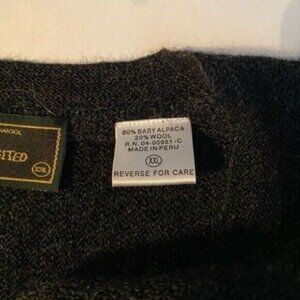 80% BABY ALPACA
20% WOOL
R.N. 04-00951-C
MADE IN PERU
XXL
REVERSE FOR CARE